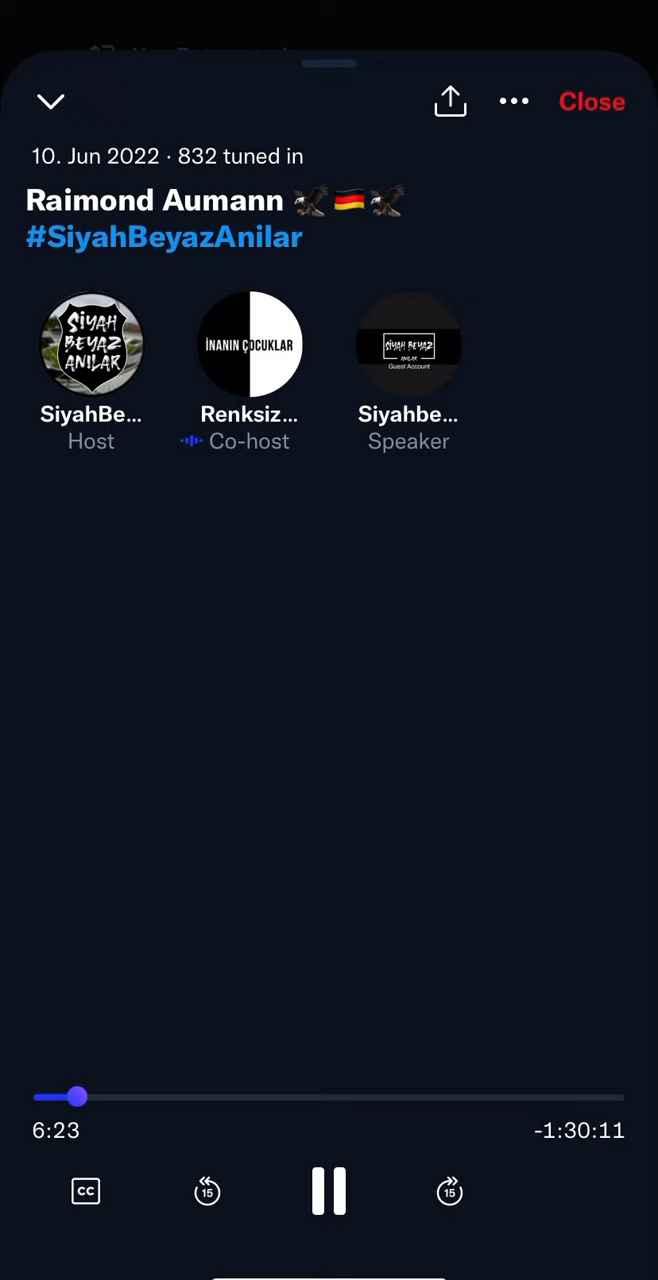 Close
10. Jun 2022 · 832 tuned in
Raimond Aumann 🦅🇩🇪🦅
#SiyahBeyazAnilar
SİYAH
BEYAZ
ANILAR
İNANIN ÇOCUKLAR
SİYAH BEYAZ
ANILAR
Guest Account
SiyahBe...
Renksiz...
Siyahbe...
Host
Co-host
Speaker
6:23
-1:30:11
CC
15
15